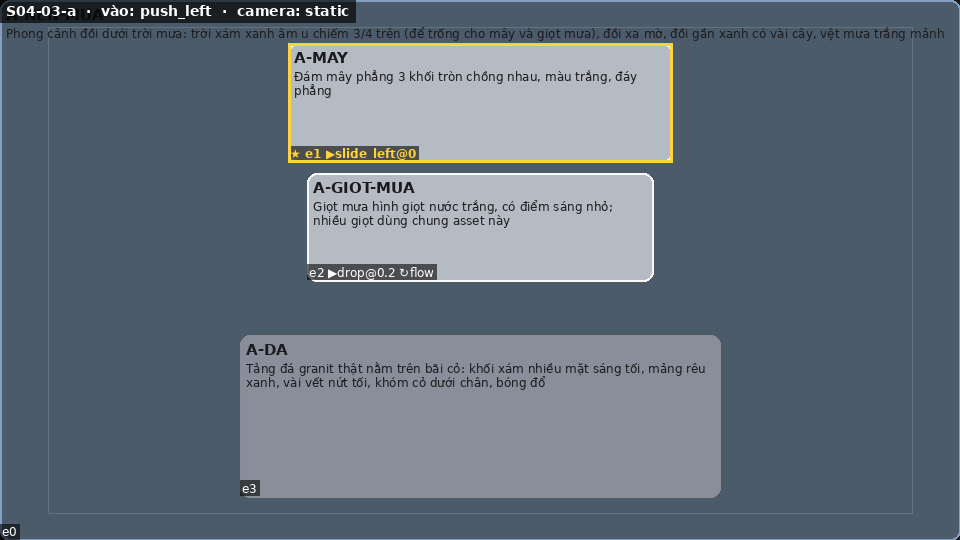 S04-03-a · vào: push_left · camera: static
Phong cảnh đồi dưới trời mưa: trời xám xanh âm u chiếm 3/4 trên (để trống cho mây và giọt mưa), đồi xa mờ, đồi gần xanh có vài cây, vệt mưa trắng mảnh
A-MAY
Đám mây phẳng 3 khối tròn chồng nhau, màu trắng, đáy
phẳng
★ e1 ▶slide_left@0
A-GIOT-MUA
Giọt mưa hình giọt nước trắng, có điểm sáng nhỏ;
nhiều giọt dùng chung asset này
e2 ▶drop@0.2 ↻flow
A-DA
Tảng đá granit thật nằm trên bãi cỏ: khối xám nhiều mặt sáng tối, mảng rêu
xanh, vài vết nứt tối, khóm cỏ dưới chân, bóng đổ
e3
e0